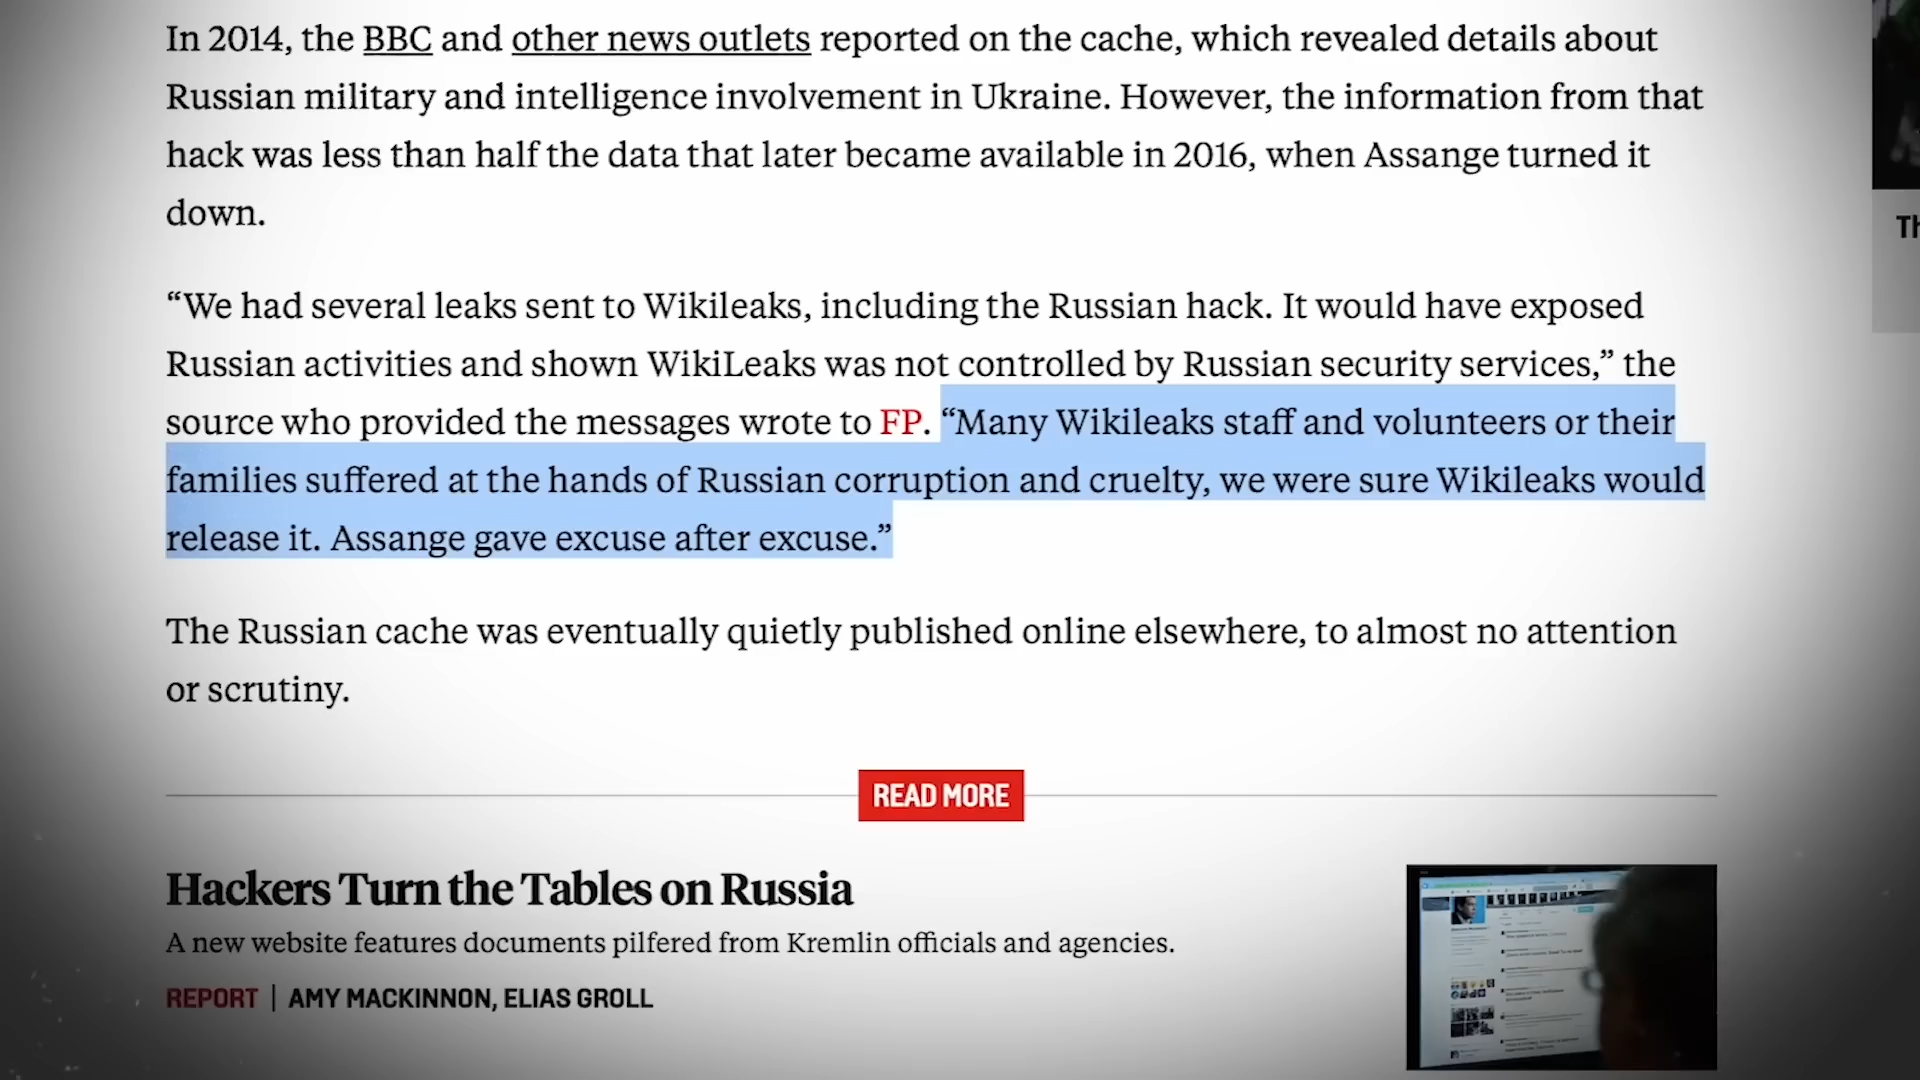 In 2014, the BBC and other news outlets reported on the cache, which revealed details about
Russian military and intelligence involvement in Ukraine. However, the information from that
hack was less than half the data that later became available in 2016, when Assange turned it
down.
“We had several leaks sent to Wikileaks, including the Russian hack. It would have exposed
Russian activities and shown WikiLeaks was not controlled by Russian security services,” the
source who provided the messages wrote to FP. “Many Wikileaks staff and volunteers or their
families suffered at the hands of Russian corruption and cruelty, we were sure Wikileaks would
release it. Assange gave excuse after excuse.”
The Russian cache was eventually quietly published online elsewhere, to almost no attention
or scrutiny.
READ MORE
Hackers Turn the Tables on Russia
A new website features documents pilfered from Kremlin officials and agencies.
REPORT | AMY MACKINNON, ELIAS GROLL